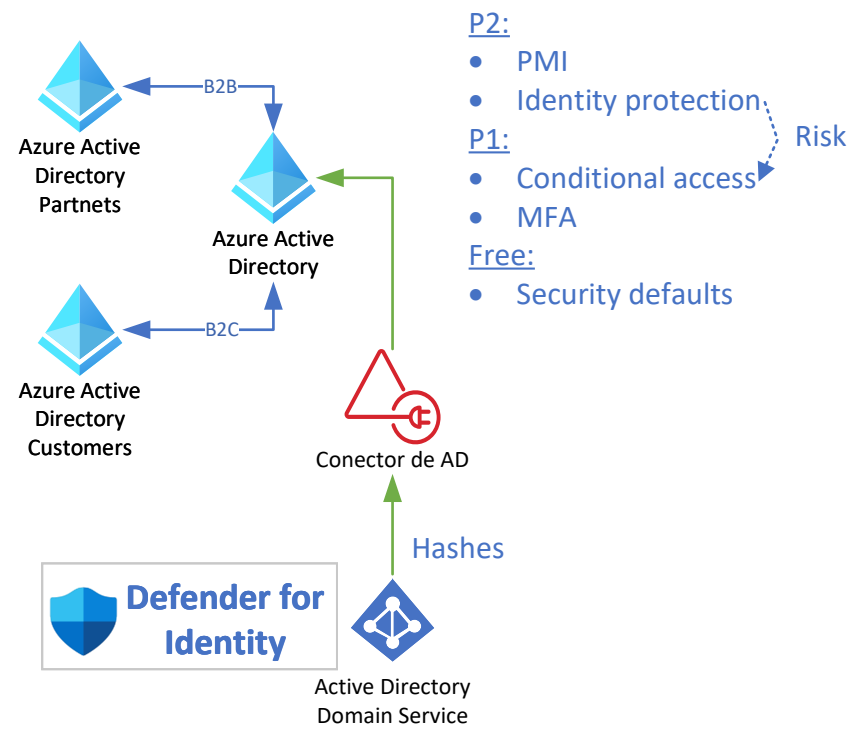 P2:
• PMI
• Identity protection
P1:
• Conditional access
• MFA
Free:
• Security defaults
Risk
B2B
Azure Active
Directory
Partnets
Azure Active
Directory
B2C
Azure Active
Directory
Customers
Conector de AD
Hashes
Defender for
Identity
Active Directory
Domain Service